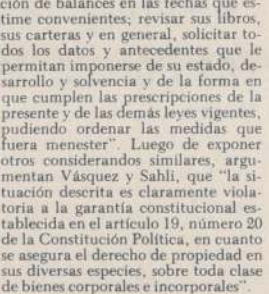 ción de balances en las fechas que es-
time convenientes; revisar sus libros,
sus carteras y en general, solicitar to-
dos los datos y antecedentes que le
permitan imponerse de su estado, de-
sarrollo y solvencia y de la forma en
que cumplen las prescripciones de la
presente y de las demás leyes vigentes,
pudiendo ordenar las medidas que
fuera menester". Luego de exponer
otros considerandos similares, argu-
mentan Vásquez y Sahli, que "la si-
tuación descrita es claramente viola-
toria a la garantía constitucional es-
tablecida en el artículo 19, número 20
de la Constitución Política, en cuanto
se asegura el derecho de propiedad en
sus diversas especies, sobre toda clase
de bienes corporales e incorporales".